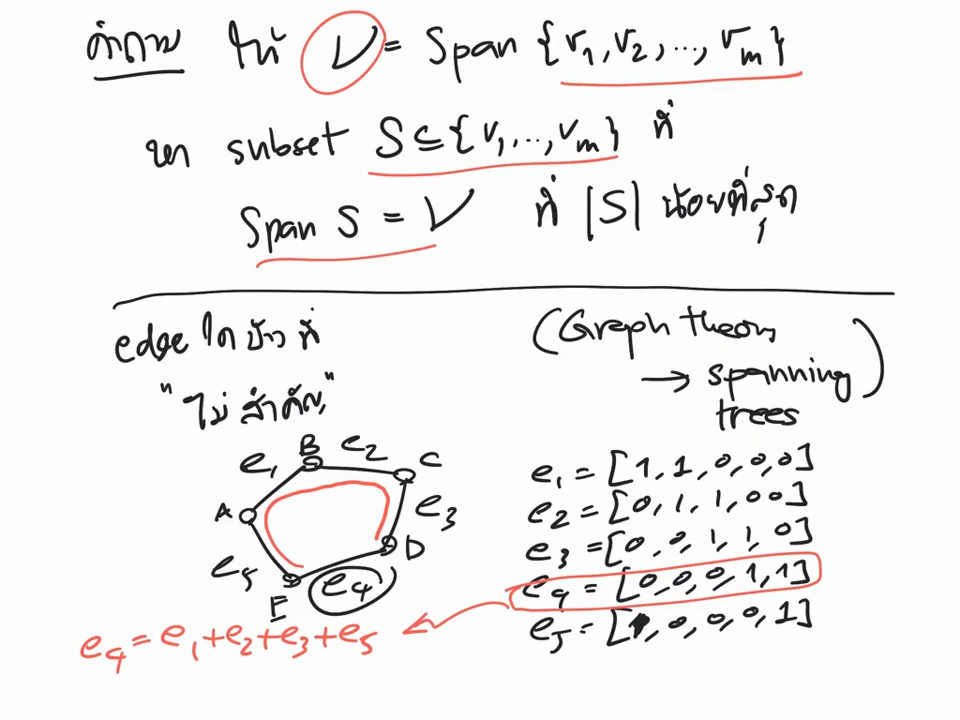 คำถาม ให้ V = Span {v₁, v₂, ..., vₘ}
หา subset S ⊆ {v₁, ..., vₘ} ที่
Span S = V ที่ |S| น้อยที่สุด
edge ใดบ้าง ที่
"ไม่ สำคัญ"
(Graph theory
→ spanning
trees)
A B C D E
e₁ e₂ e₃ e₄ e₅
e₁ = [1, 1, 0, 0, 0]
e₂ = [0, 1, 1, 0 0]
e₃ = [0, 0, 1, 1, 0]
e₄ = [0, 0, 0, 1, 1]
e₅ = [1, 0, 0, 0, 1]
e₄ = e₁ + e₂ + e₃ + e₅